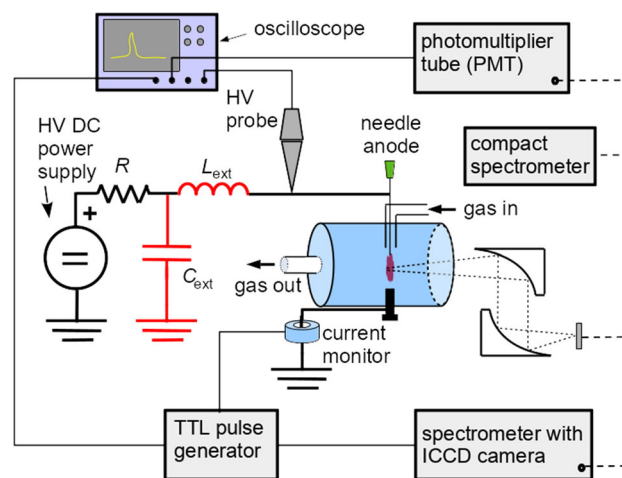 oscilloscope
photomultiplier
tube (PMT)
HV
probe
HV DC
power
supply
R
L ext
needle
anode
compact
spectrometer
+
gas in
=
C ext
gas out
current
monitor
TTL pulse
generator
spectrometer with
ICCD camera